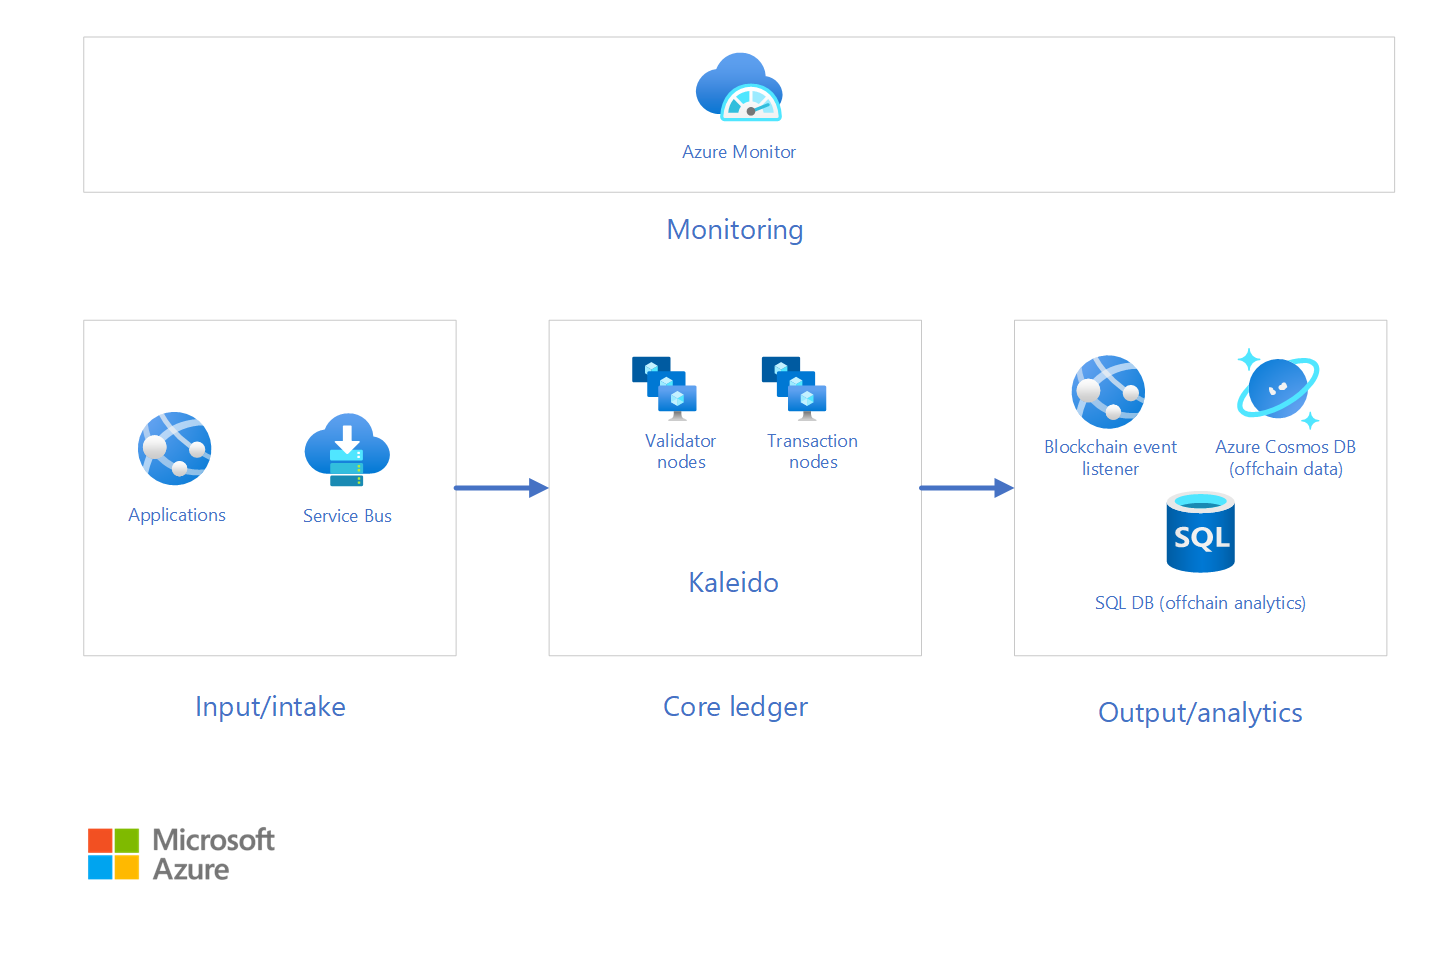 Azure Monitor
Monitoring
Applications
Service Bus
Input/intake
Validator
nodes
Transaction
nodes
Kaleido
Core ledger
Blockchain event
listener
Azure Cosmos DB
(offchain data)
SQL
SQL DB (offchain analytics)
Output/analytics
Microsoft
Azure